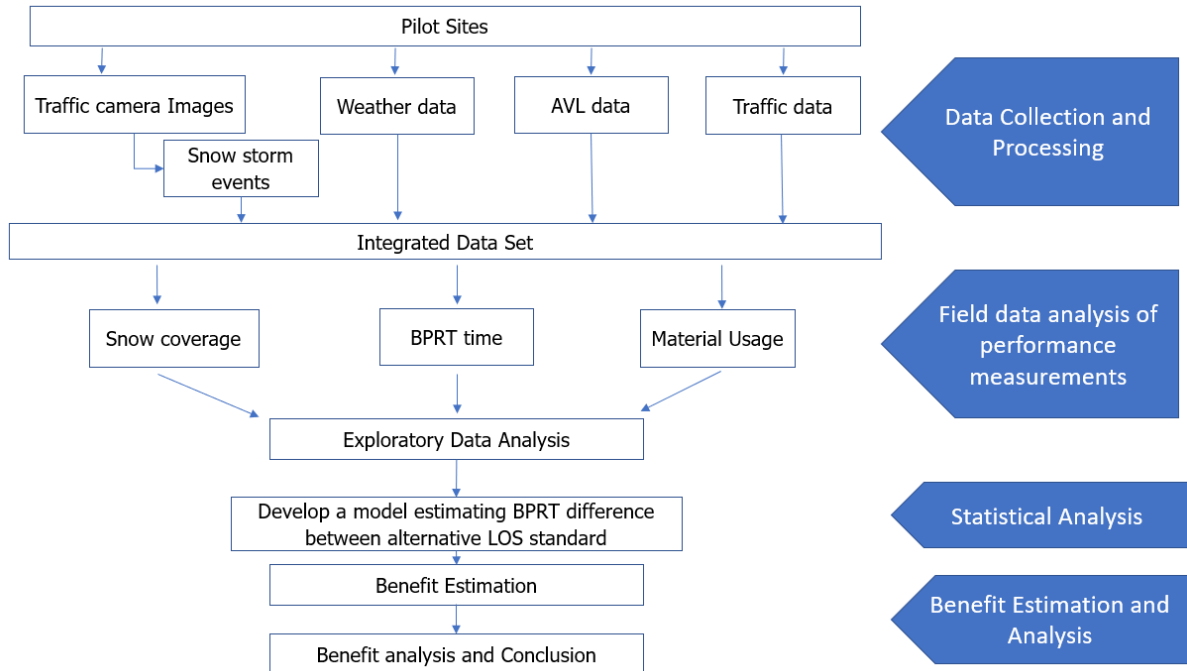 Pilot Sites
Traffic camera Images
Weather data
AVL data
Traffic data
Data Collection and
Processing
Snow storm
events
Integrated Data Set
Snow coverage
BPRT time
Material Usage
Field data analysis of
performance
measurements
Exploratory Data Analysis
Develop a model estimating BPRT difference
between alternative LOS standard
Statistical Analysis
Benefit Estimation
Benefit Estimation and
Analysis
Benefit analysis and Conclusion